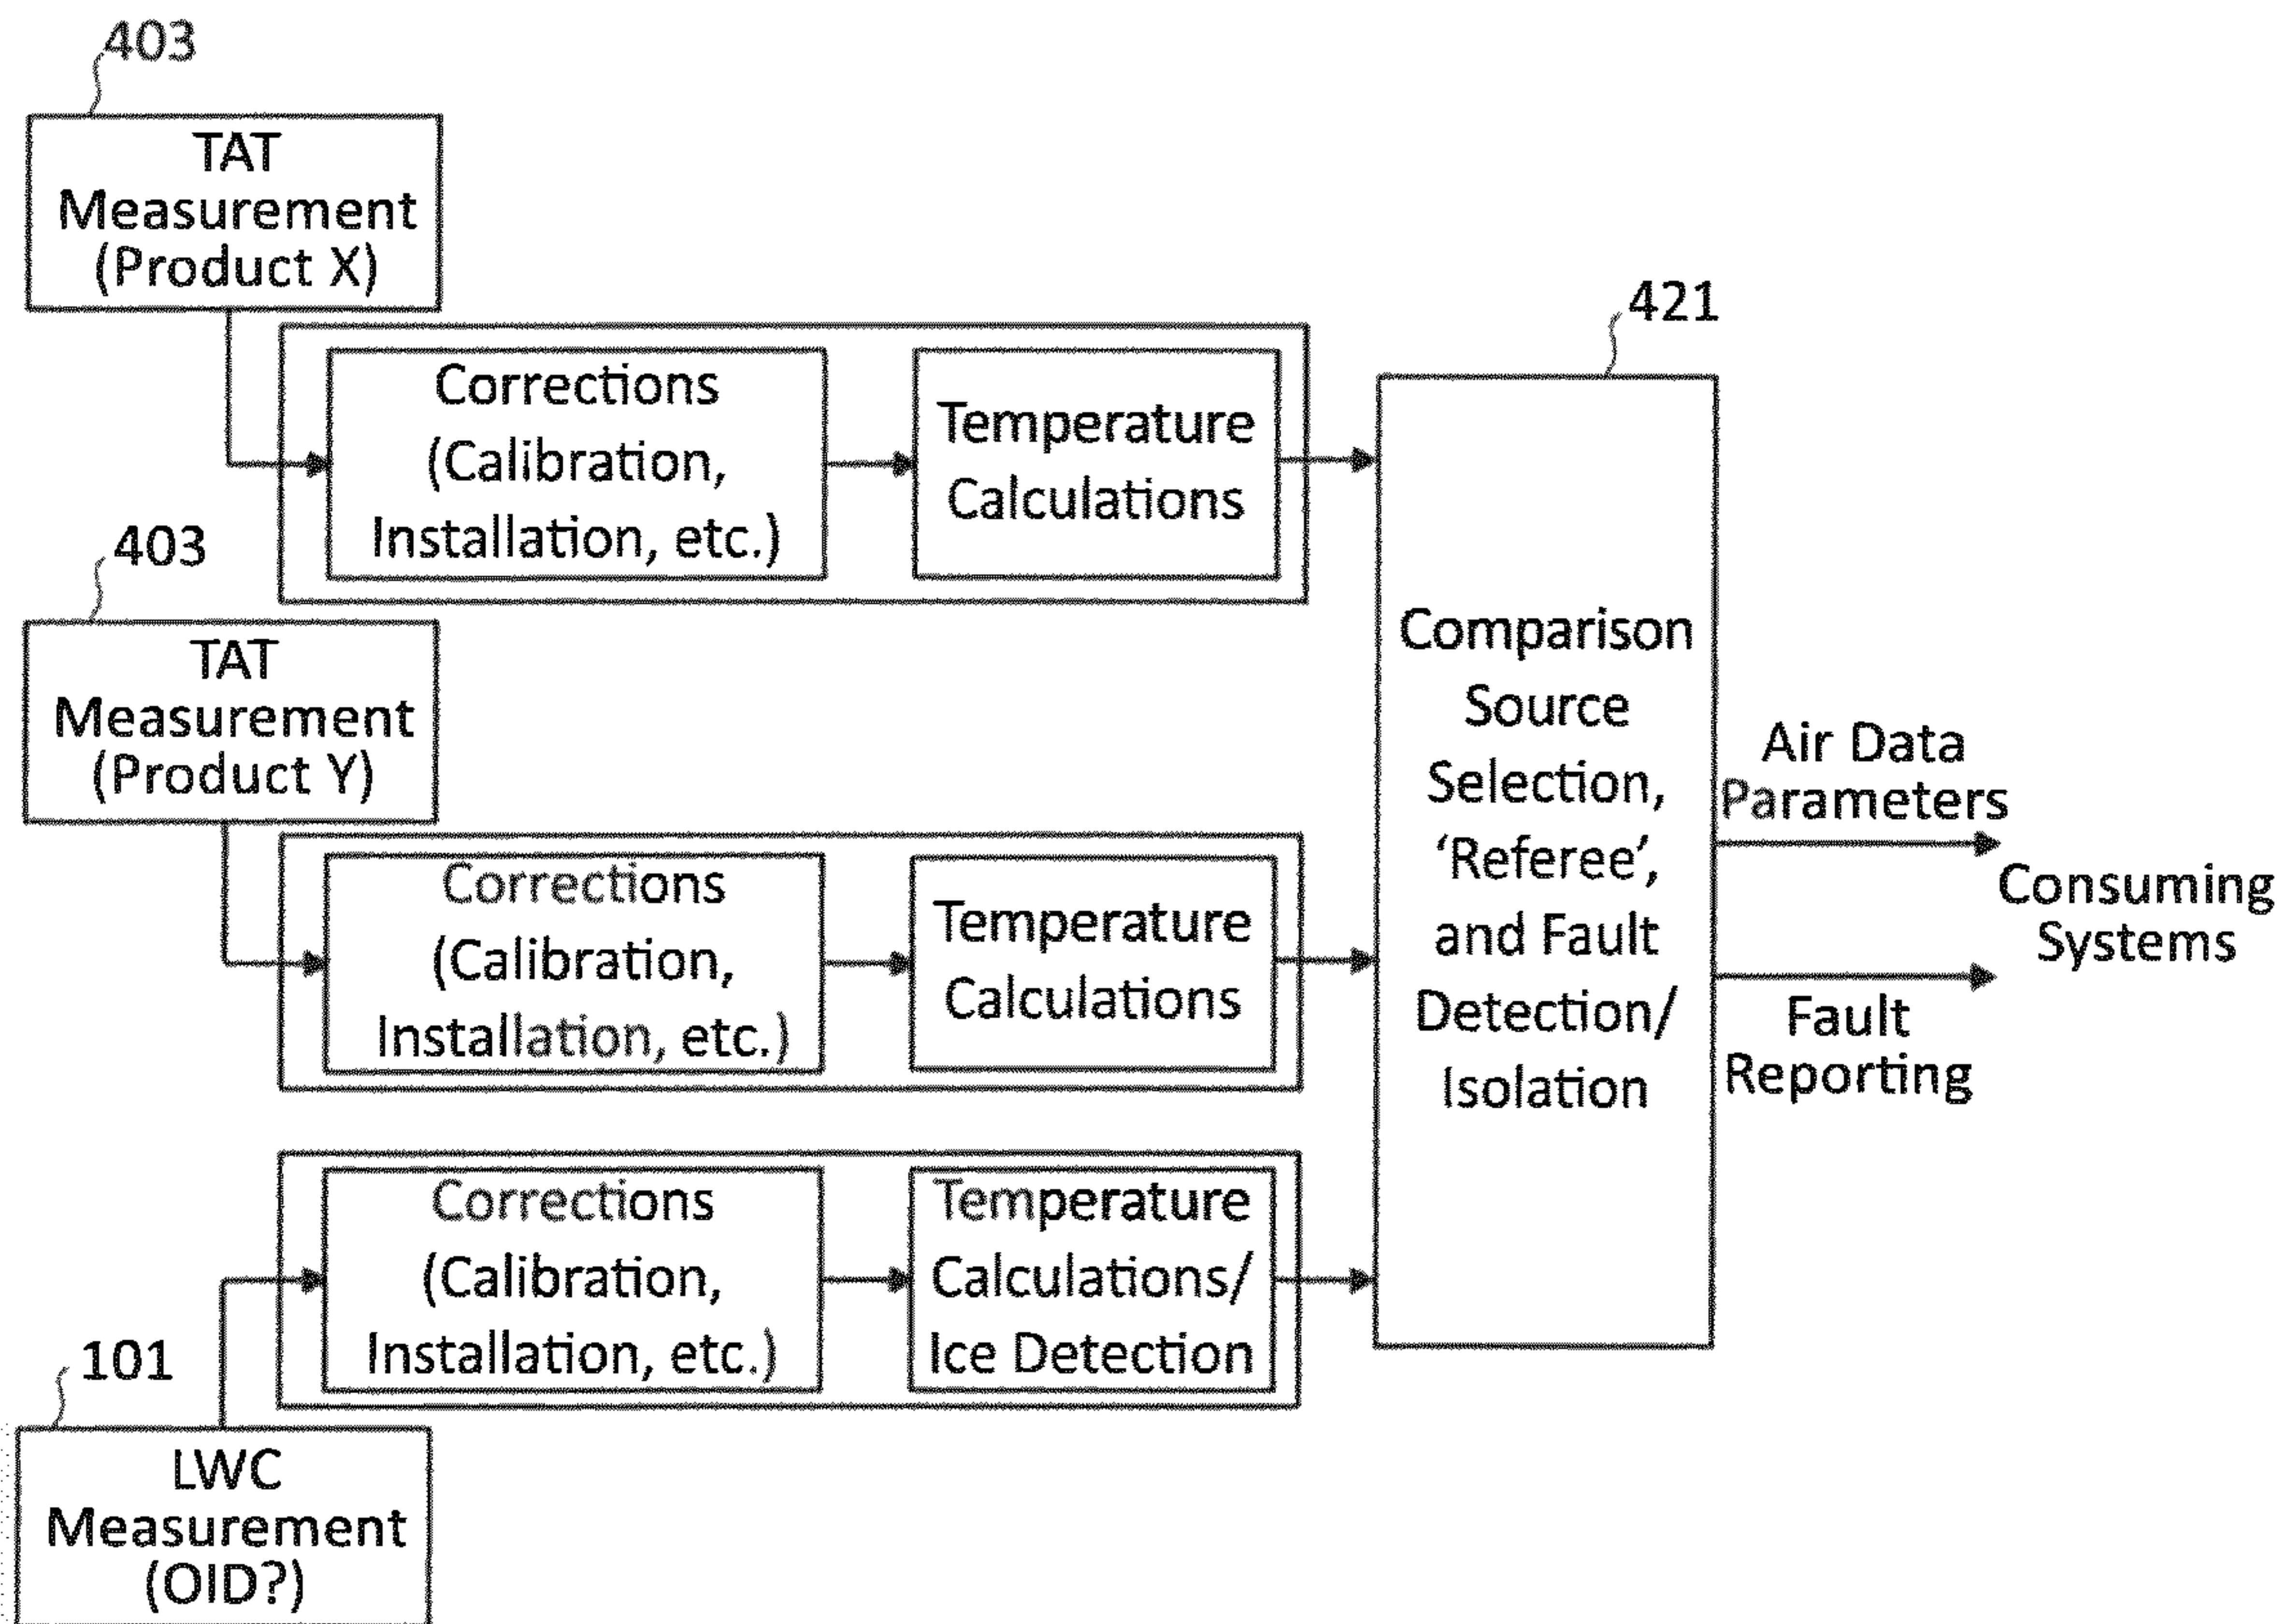 403
TAT
Measurement
(Product X)
Corrections
(Calibration,
Installation, etc.)
Temperature
Calculations
403
TAT
Measurement
(Product Y)
Corrections
(Calibration,
Installation, etc.)
Temperature
Calculations
101
LWC
Measurement
(OID?)
Corrections
(Calibration,
Installation, etc.)
Temperature
Calculations/
Ice Detection
421
Comparison
Source
Selection,
‘Referee’,
and Fault
Detection/
Isolation
Air Data
Parameters
Fault
Reporting
Consuming
Systems